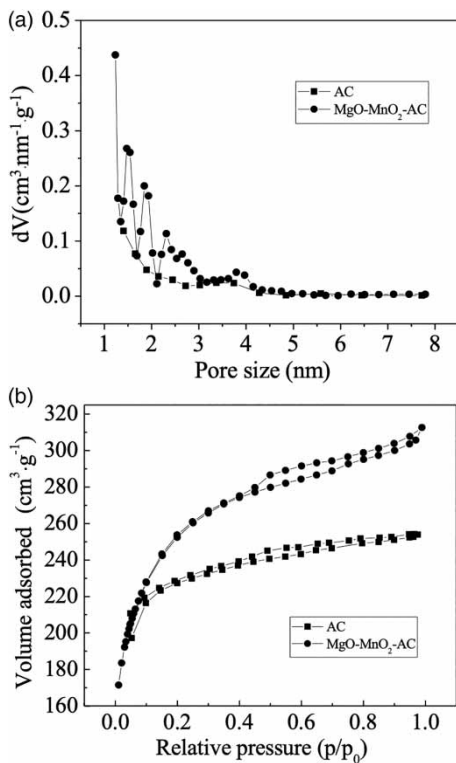 (a)
0.5
0.4
0.3
0.2
0.1
0.0
dV(cm³·nm⁻¹·g⁻¹)
AC
MgO-MnO₂-AC
0 1 2 3 4 5 6 7 8
Pore size (nm)
(b)
320
300
280
260
240
220
200
180
160
Volume adsorbed (cm³·g⁻¹)
AC
MgO-MnO₂-AC
0.0 0.2 0.4 0.6 0.8 1.0
Relative pressure (p/p₀)